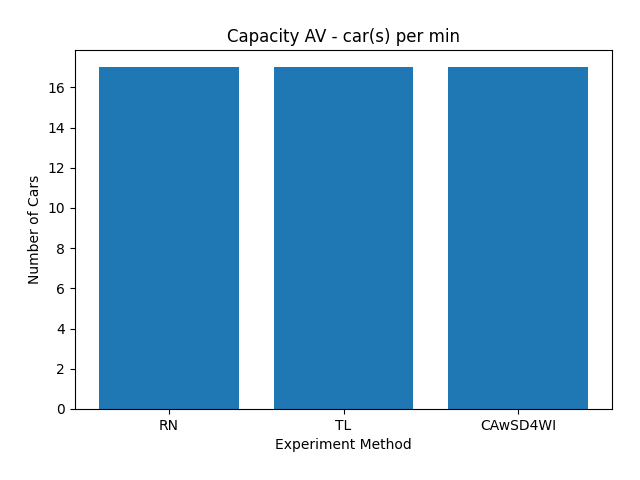 Capacity AV - car(s) per min
16
14
12
10
8
6
4
2
0
Number of Cars
RN TL CAwSD4WI
Experiment Method